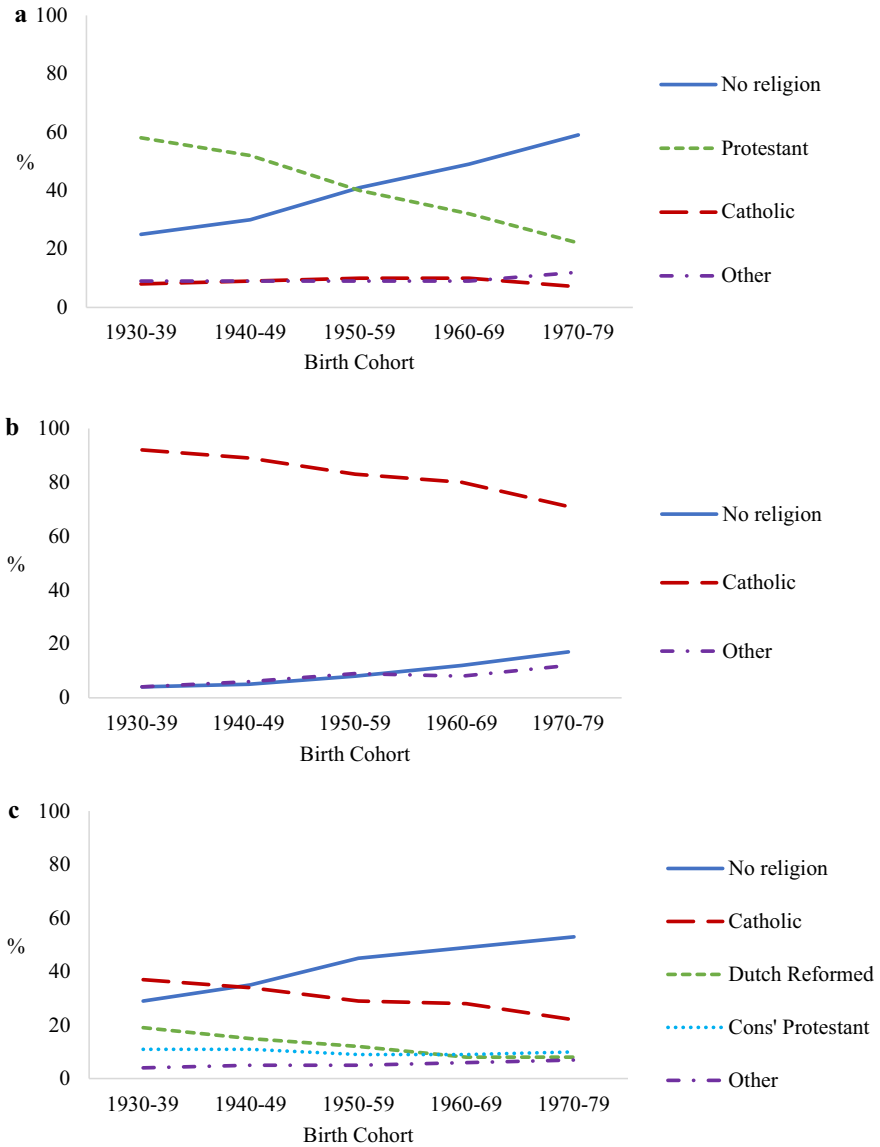 a
100
80
60
%
40
20
0
1930-39 1940-49 1950-59 1960-69 1970-79
Birth Cohort
No religion
Protestant
Catholic
Other
b
100
80
60
%
40
20
0
1930-39 1940-49 1950-59 1960-69 1970-79
Birth Cohort
No religion
Catholic
Other
c
100
80
60
%
40
20
0
1930-39 1940-49 1950-59 1960-69 1970-79
Birth Cohort
No religion
Catholic
Dutch Reformed
Cons' Protestant
Other